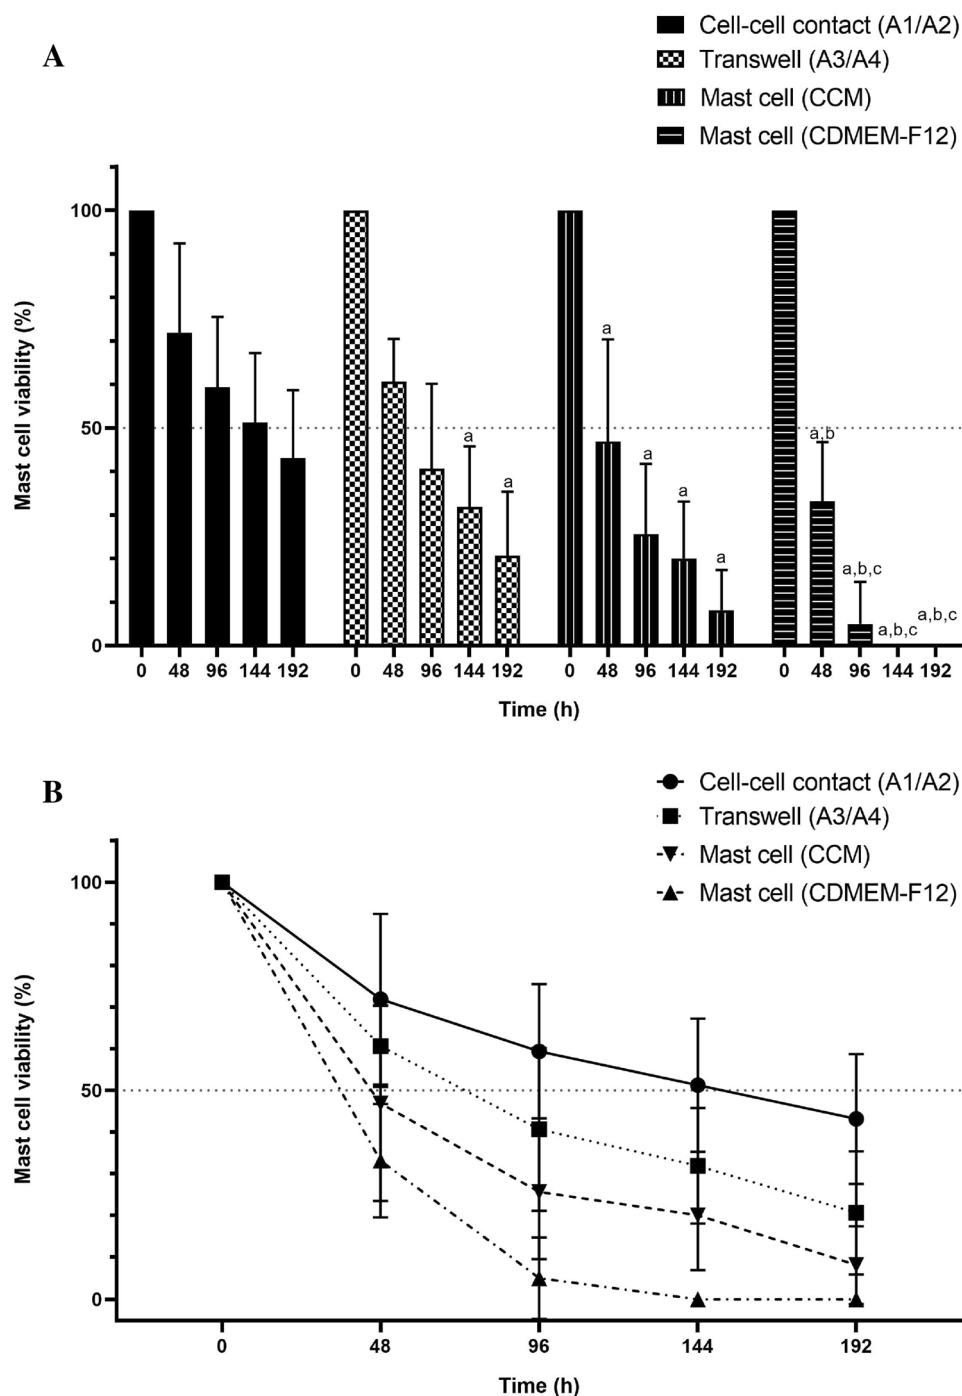 A
Cell-cell contact (A1/A2)
Transwell (A3/A4)
Mast cell (CCM)
Mast cell (CDMEM-F12)
Mast cell viability (%)
100
50
0
a
a
a
a
a
a
a,b
a,b,c
a,b,c
a,b,c
0 48 96 144 192 0 48 96 144 192 0 48 96 144 192 0 48 96 144 192
Time (h)
B
Cell-cell contact (A1/A2)
Transwell (A3/A4)
Mast cell (CCM)
Mast cell (CDMEM-F12)
Mast cell viability (%)
100
50
0
0 48 96 144 192
Time (h)